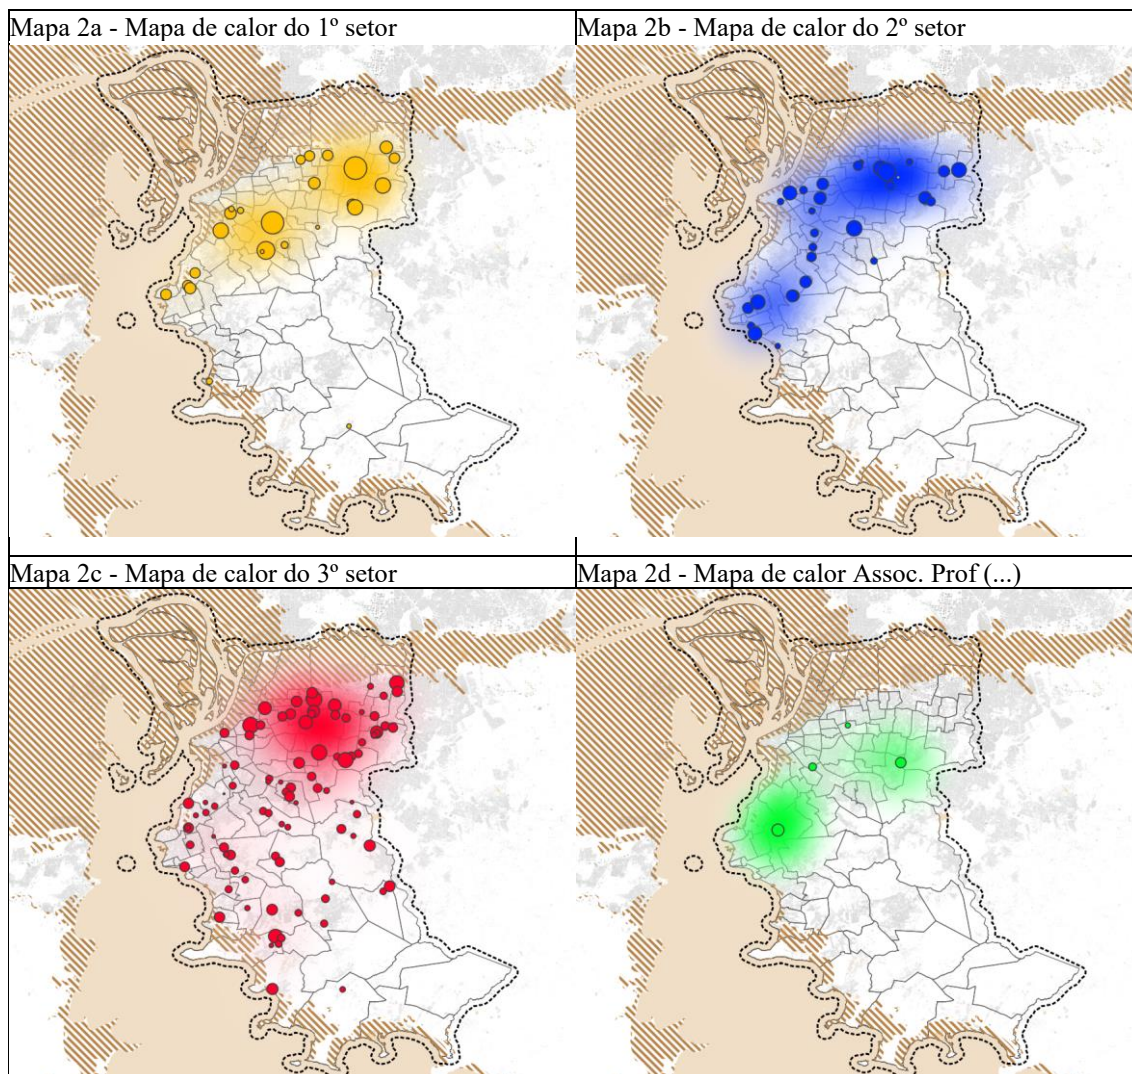 Mapa 2a - Mapa de calor do 1º setor
Mapa 2b - Mapa de calor do 2º setor
Mapa 2c - Mapa de calor do 3º setor
Mapa 2d - Mapa de calor Assoc. Prof (...)